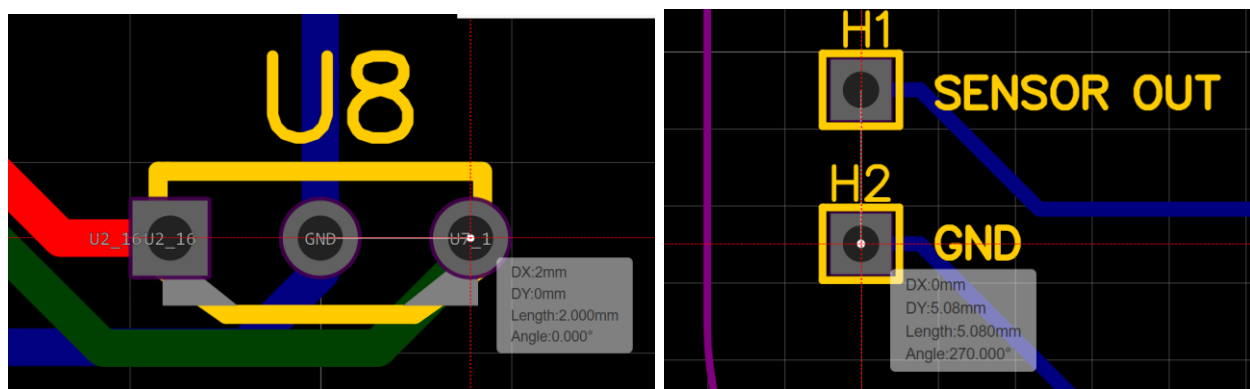 U8
U2_16U2_16 GND U7_1
DX:2mm
DY:0mm
Length:2.000mm
Angle:0.000°
H1
SENSOR OUT
H2
GND
DX:0mm
DY:5.08mm
Length:5.080mm
Angle:270.000°